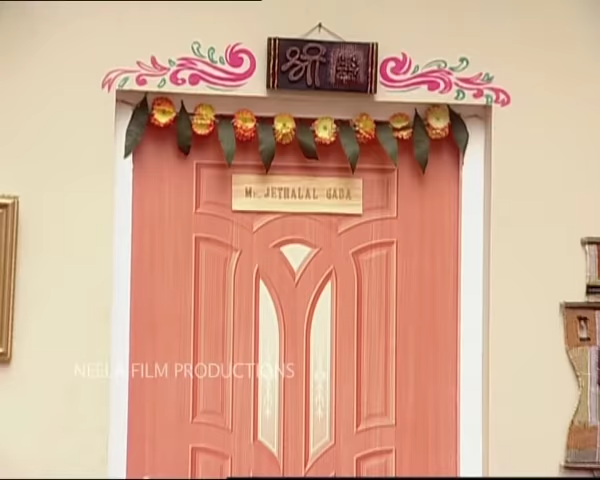 श्री
Mr. JETHALAL GADA
NEELA FILM PRODUCTIONS